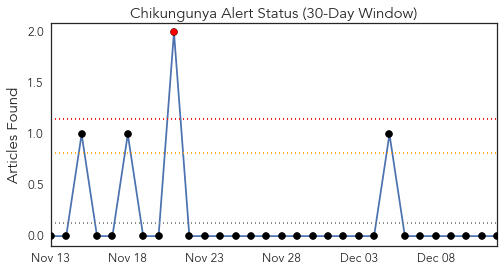 Chikungunya Alert Status (30-Day Window)
Articles Found
2.0
1.5
1.0
0.5
0.0
Nov 13 Nov 18 Nov 23 Nov 28 Dec 03 Dec 08